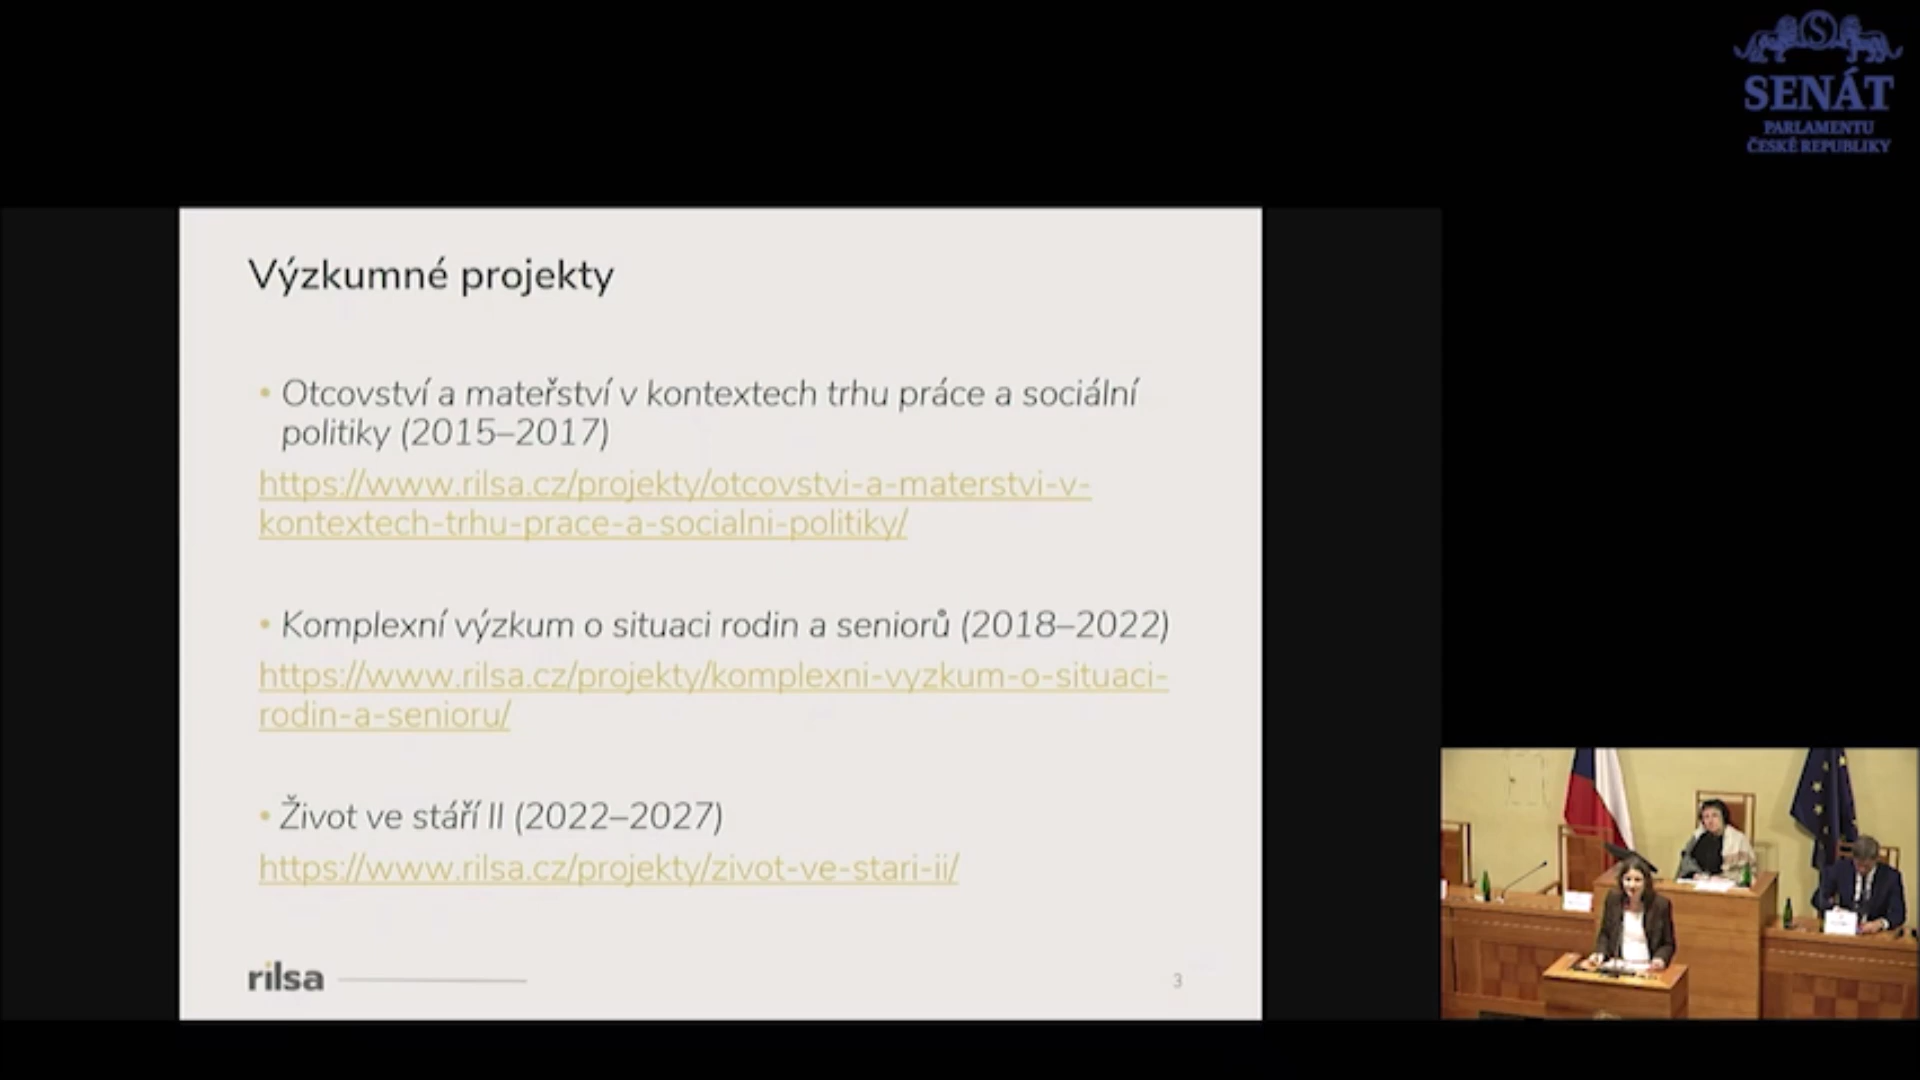 SENÁT
PARLAMENTU
ČESKÉ REPUBLIKY
Výzkumné projekty
• Otcovství a mateřství v kontextech trhu práce a sociální
politiky (2015–2017)
https://www.rilsa.cz/projekty/otcovstvi-a-materstvi-v-
kontextech-trhu-prace-a-socialni-politiky/
• Komplexní výzkum o situaci rodin a seniorů (2018–2022)
https://www.rilsa.cz/projekty/komplexni-vyzkum-o-situaci-
rodin-a-senioru/
• Život ve stáří II (2022–2027)
https://www.rilsa.cz/projekty/zivot-ve-stari-ii/
rilsa
3